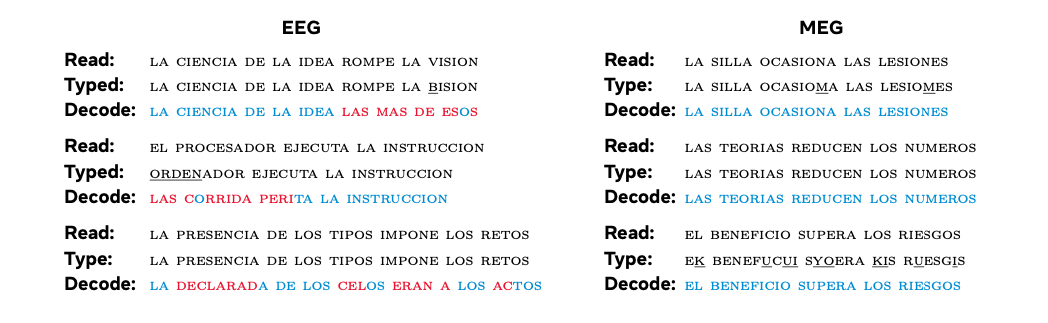 EEG
Read: LA CIENCIA DE LA IDEA ROMPE LA VISION
Typed: LA CIENCIA DE LA IDEA ROMPE LA BISION
Decode: LA CIENCIA DE LA IDEA LAS MAS DE ESOS
Read: EL PROCESADOR EJECUTA LA INSTRUCCION
Typed: ORDENADOR EJECUTA LA INSTRUCCION
Decode: LAS CORRIDA PERITA LA INSTRUCCION
Read: LA PRESENCIA DE LOS TIPOS IMPONE LOS RETOS
Type: LA PRESENCIA DE LOS TIPOS IMPONE LOS RETOS
Decode: LA DECLARADA DE LOS CELOS ERAN A LOS ACTOS
MEG
Read: LA SILLA OCASIONA LAS LESIONES
Type: LA SILLA OCASIOMA LAS LESIOMES
Decode: LA SILLA OCASIONA LAS LESIONES
Read: LAS TEORIAS REDUCEN LOS NUMEROS
Type: LAS TEORIAS REDUCEN LOS NUMEROS
Decode: LAS TEORIAS REDUCEN LOS NUMEROS
Read: EL BENEFICIO SUPERA LOS RIESGOS
Type: EK BENEFUCUI SYOERA KIS RUESGIS
Decode: EL BENEFICIO SUPERA LOS RIESGOS